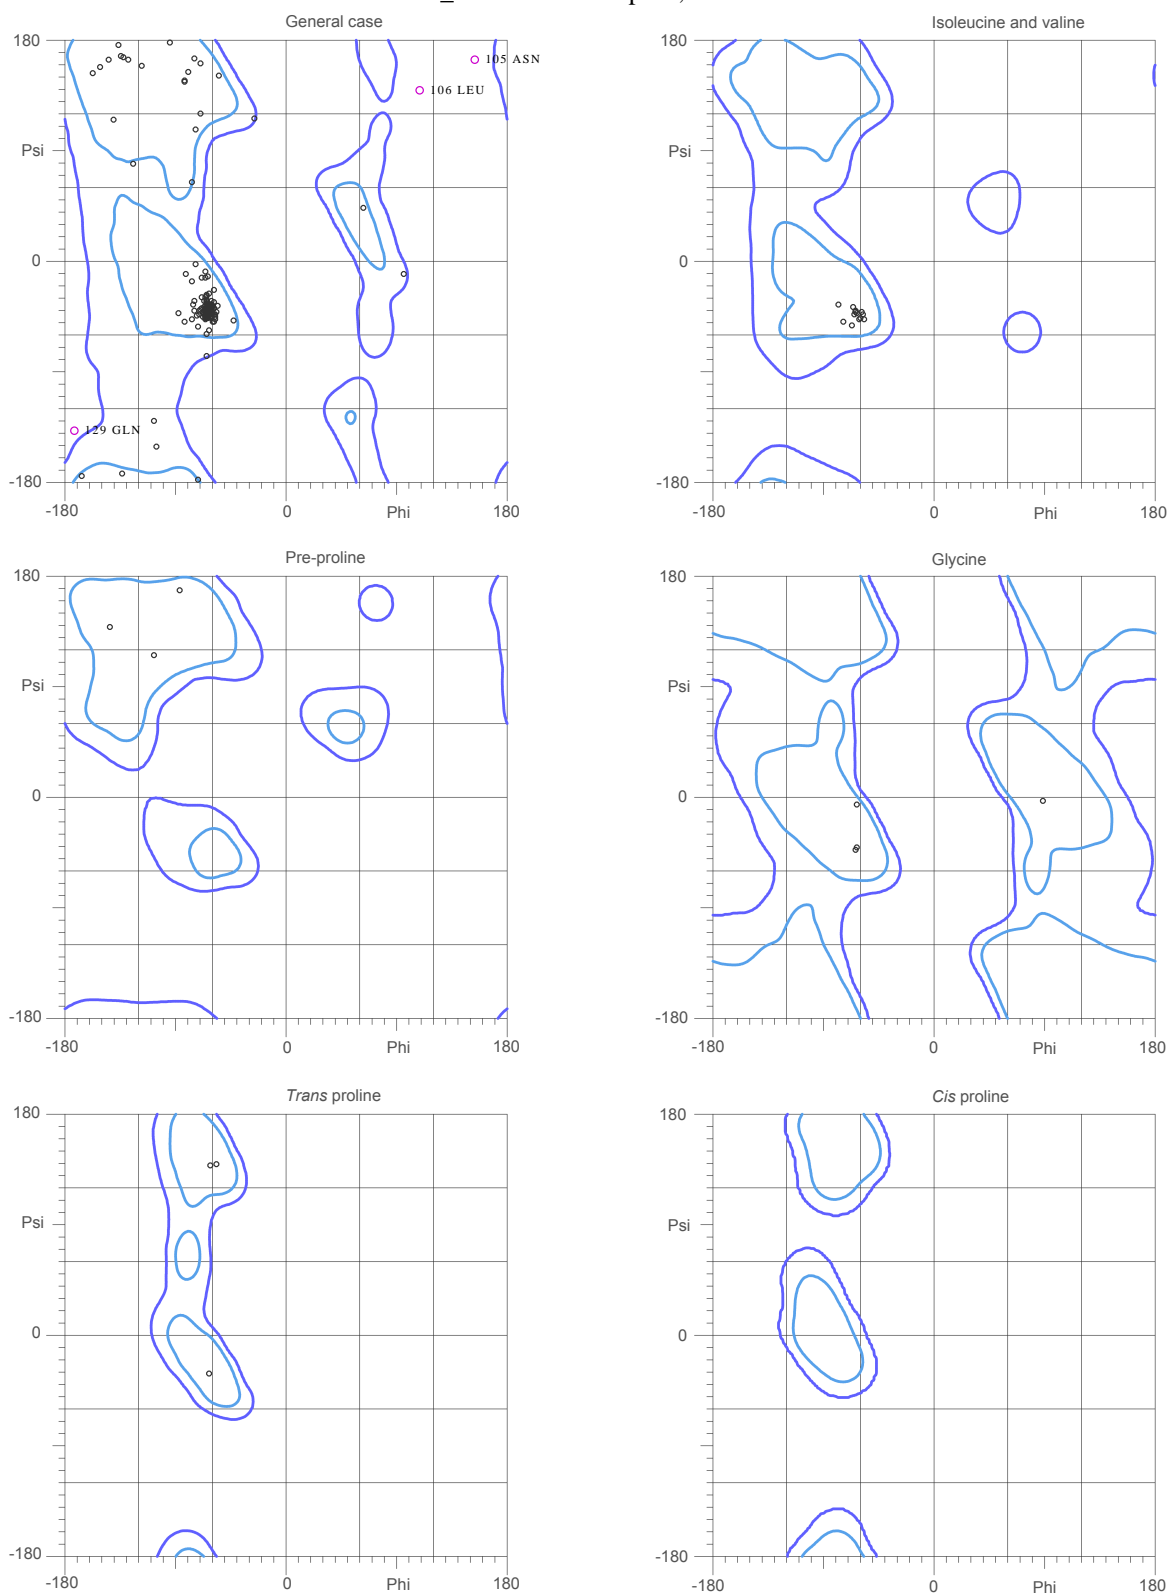 General case
Isoleucine and valine
180
105 ASN
106 LEU
Psi
0
129 GLN
-180
-180
0
Phi
180
180
Psi
0
-180
-180
0
Phi
180
Pre-proline
Glycine
180
Psi
0
-180
-180
0
Phi
180
180
Psi
0
-180
-180
0
Phi
180
Trans proline
Cis proline
180
Psi
0
-180
-180
0
Phi
180
180
Psi
0
-180
-180
0
Phi
180